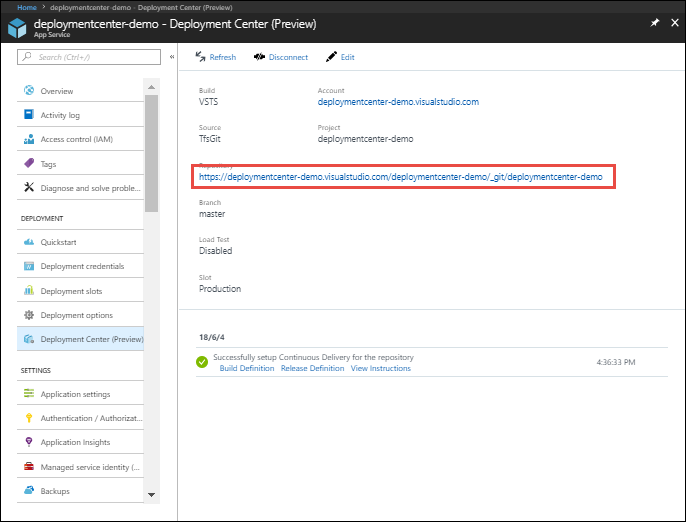 Home > deploymentcenter-demo - Deployment Center (Preview)
deploymentcenter-demo - Deployment Center (Preview)
App Service
Search (Ctrl+/)
Overview
Activity log
Access control (IAM)
Tags
Diagnose and solve proble...
DEPLOYMENT
Quickstart
Deployment credentials
Deployment slots
Deployment options
Deployment Center (Preview)
SETTINGS
Application settings
Authentication / Authorizat...
Application Insights
Managed service identity (...
Backups
Refresh Disconnect Edit
Build Account
VSTS deploymentcenter-demo.visualstudio.com
Source Project
TfsGit deploymentcenter-demo
Repository
https://deploymentcenter-demo.visualstudio.com/deploymentcenter-demo/_git/deploymentcenter-demo
Branch
master
Load Test
Disabled
Slot
Production
18/6/4
Successfully setup Continuous Delivery for the repository 4:36:33 PM
Build Definition Release Definition View Instructions